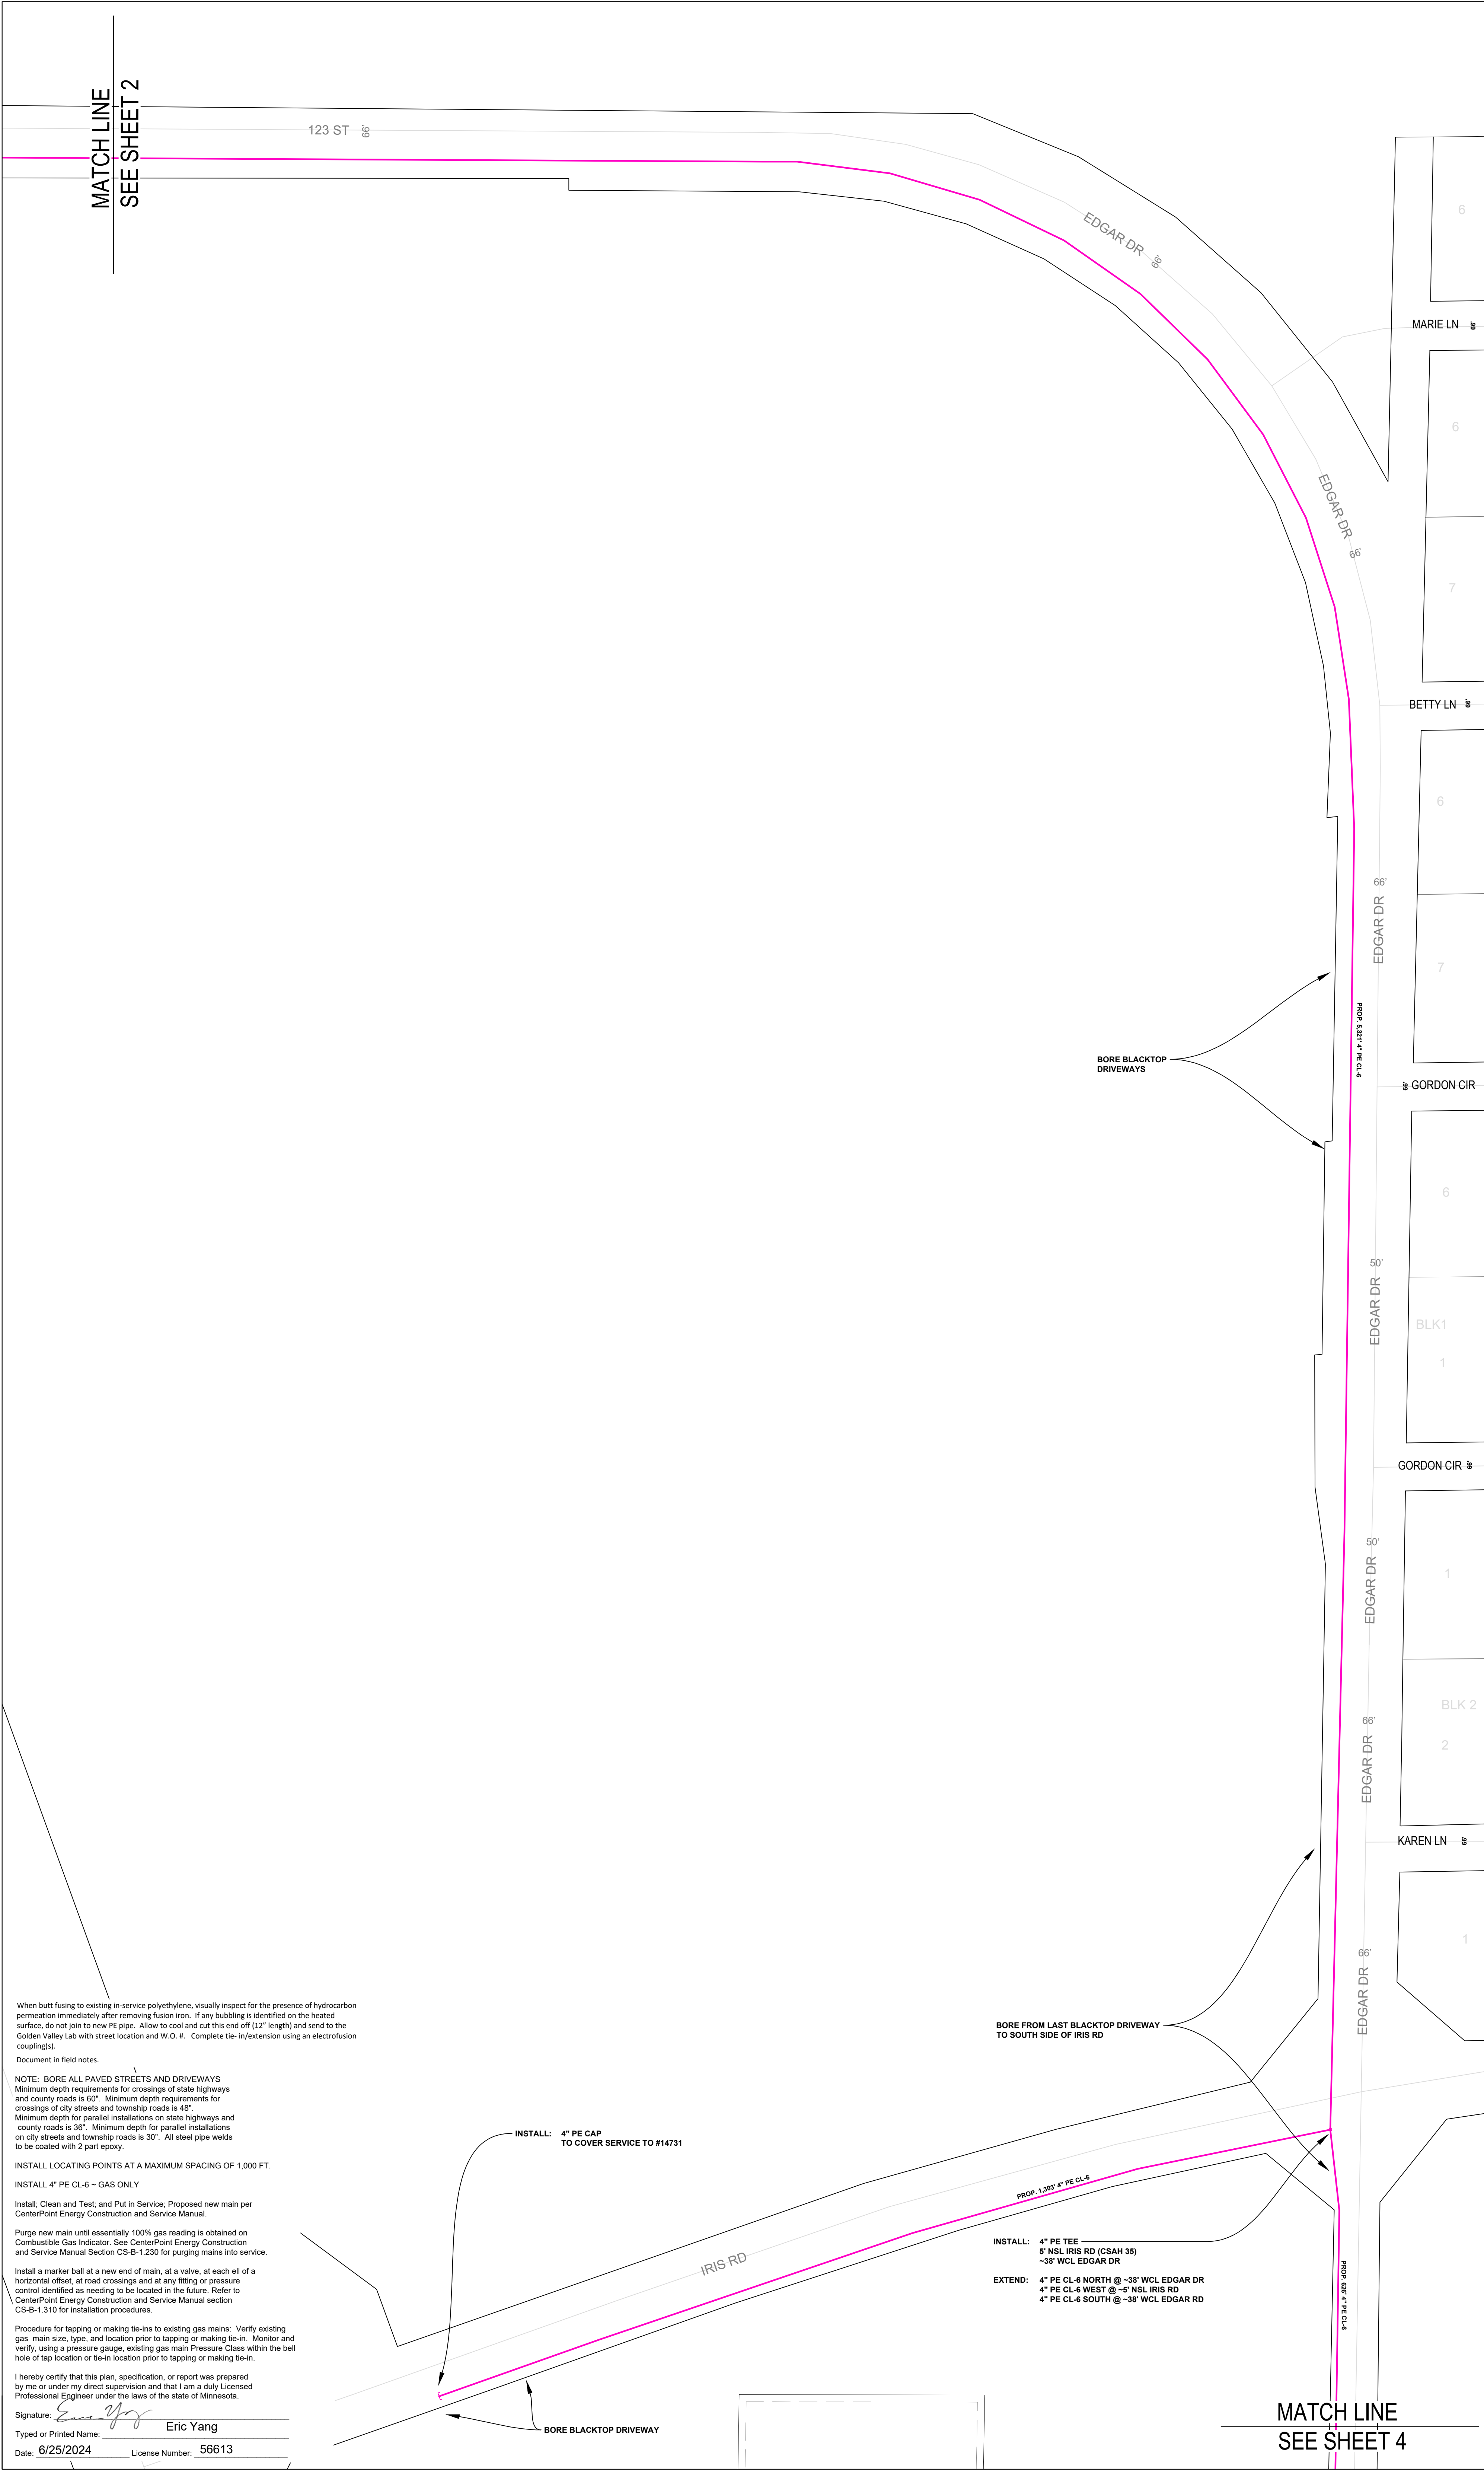 MATCH LINE
SEE SHEET 2
123 ST 66'
EDGAR DR 66'
6
MARIE LN 66'
6
EDGAR DR 66'
7
BETTY LN 66'
6
66'
EDGAR DR
7
PROP. 5,321' 4" PE CL-6
BORE BLACKTOP
DRIVEWAYS
66' GORDON CIR
6
50'
EDGAR DR
BLK1
1
GORDON CIR 66'
50'
EDGAR DR
1
BLK 2
66'
EDGAR DR
2
KAREN LN 66'
1
66'
EDGAR DR
BORE FROM LAST BLACKTOP DRIVEWAY
TO SOUTH SIDE OF IRIS RD
INSTALL: 4" PE CAP
TO COVER SERVICE TO #14731
PROP. 1,303' 4" PE CL-6
IRIS RD
INSTALL: 4" PE TEE
5' NSL IRIS RD (CSAH 35)
~38' WCL EDGAR DR
EXTEND: 4" PE CL-6 NORTH @ ~38' WCL EDGAR DR
4" PE CL-6 WEST @ ~5' NSL IRIS RD
4" PE CL-6 SOUTH @ ~38' WCL EDGAR RD
PROP. 626' 4" PE CL-6
BORE BLACKTOP DRIVEWAY
MATCH LINE
SEE SHEET 4
When butt fusing to existing in-service polyethylene, visually inspect for the presence of hydrocarbon
permeation immediately after removing fusion iron. If any bubbling is identified on the heated
surface, do not join to new PE pipe. Allow to cool and cut this end off (12" length) and send to the
Golden Valley Lab with street location and W.O. #. Complete tie- in/extension using an electrofusion
coupling(s).
Document in field notes.
NOTE: BORE ALL PAVED STREETS AND DRIVEWAYS
Minimum depth requirements for crossings of state highways
and county roads is 60". Minimum depth requirements for
crossings of city streets and township roads is 48".
Minimum depth for parallel installations on state highways and
county roads is 36". Minimum depth for parallel installations
on city streets and township roads is 30". All steel pipe welds
to be coated with 2 part epoxy.
INSTALL LOCATING POINTS AT A MAXIMUM SPACING OF 1,000 FT.
INSTALL 4" PE CL-6 ~ GAS ONLY
Install; Clean and Test; and Put in Service; Proposed new main per
CenterPoint Energy Construction and Service Manual.
Purge new main until essentially 100% gas reading is obtained on
Combustible Gas Indicator. See CenterPoint Energy Construction
and Service Manual Section CS-B-1.230 for purging mains into service.
Install a marker ball at a new end of main, at a valve, at each ell of a
horizontal offset, at road crossings and at any fitting or pressure
control identified as needing to be located in the future. Refer to
CenterPoint Energy Construction and Service Manual section
CS-B-1.310 for installation procedures.
Procedure for tapping or making tie-ins to existing gas mains: Verify existing
gas main size, type, and location prior to tapping or making tie-in. Monitor and
verify, using a pressure gauge, existing gas main Pressure Class within the bell
hole of tap location or tie-in location prior to tapping or making tie-in.
I hereby certify that this plan, specification, or report was prepared
by me or under my direct supervision and that I am a duly Licensed
Professional Engineer under the laws of the state of Minnesota.
Signature:
Typed or Printed Name: Eric Yang
Date: 6/25/2024 License Number: 56613